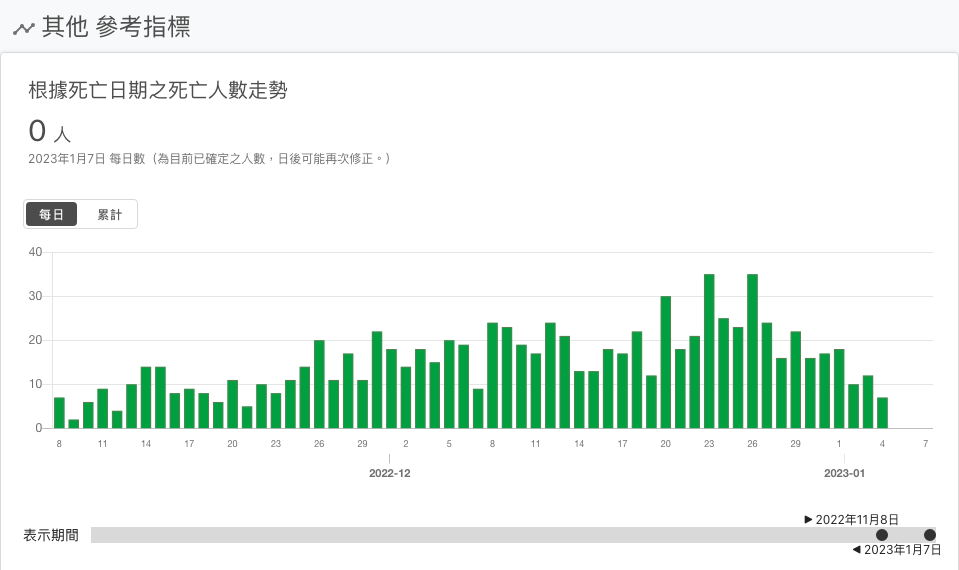 其他 參考指標
根據死亡日期之死亡人數走勢
0 人
2023年1月7日 每日數（為目前已確定之人數，日後可能再次修正。）
每日 累計
40
30
20
10
0
8 11 14 17 20 23 26 29 2 5 8 11 14 17 20 23 26 29 1 4 7
2022-12 2023-01
▶ 2022年11月8日
表示期間
◀ 2023年1月7日